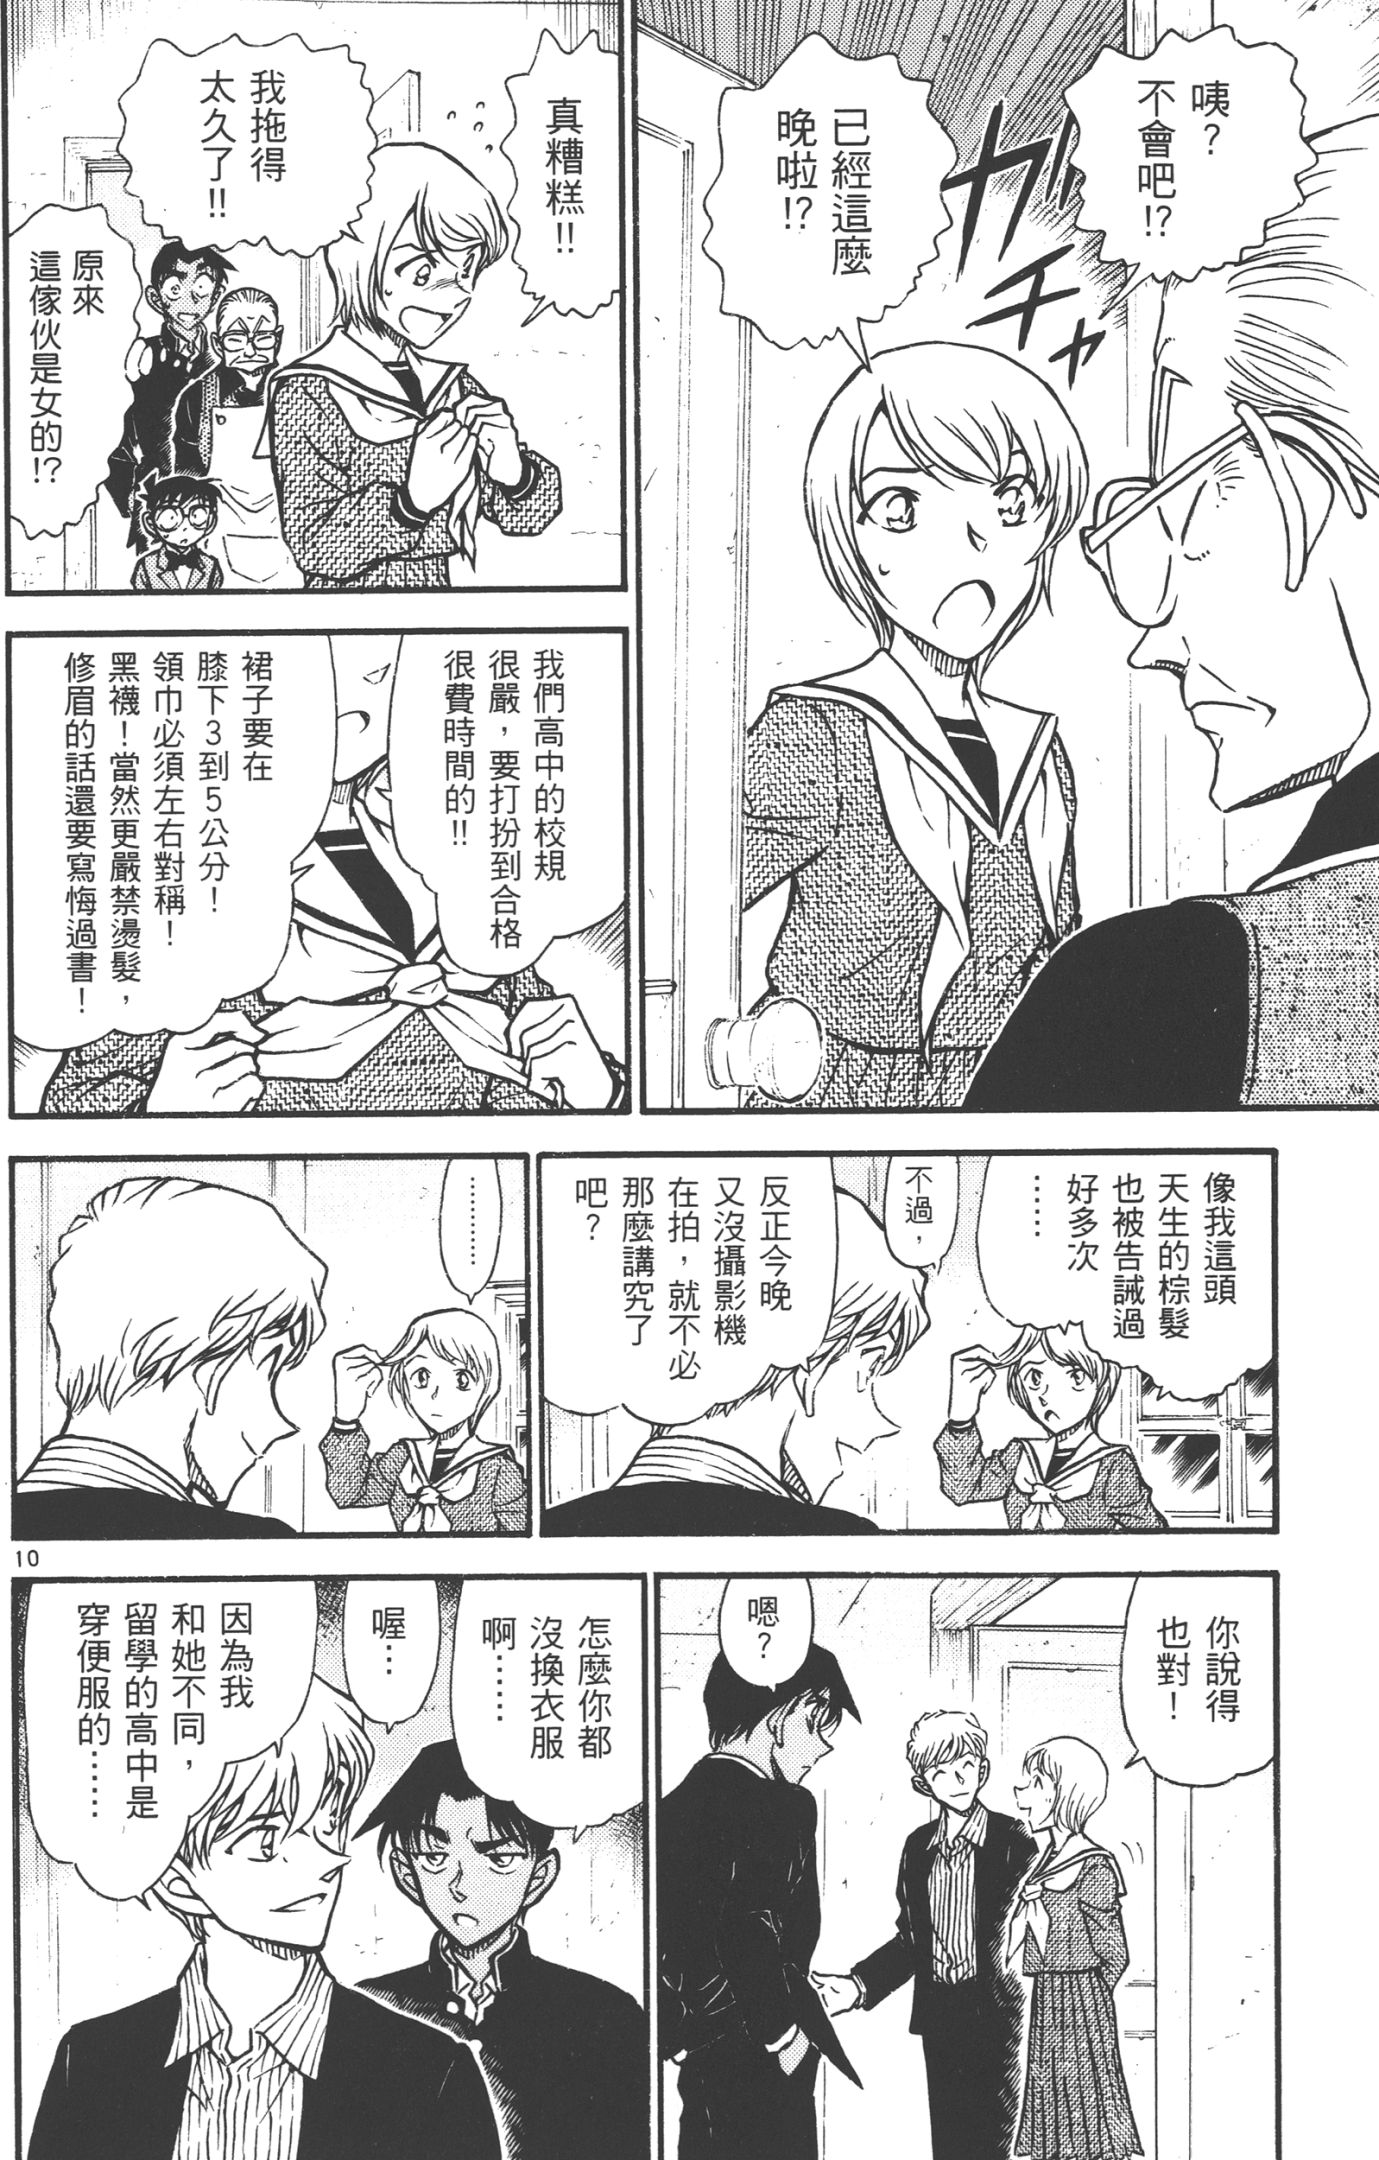 咦？
不會吧!?
ガチャ
已經這麼
晚啦!?
真糟糕!!
我拖得
太久了!!
原來
這傢伙是女的!?
我們高中的校規
很嚴，要打扮到合格
很費時間的!!
裙子要在
膝下3到5公分！
領巾必須左右對稱！
黑襪！當然更嚴禁燙髮，
修眉的話還要寫悔過書！
像我這頭
天生的棕髮
也被告誡過
好多次
……
不過，
反正今晚
又沒攝影機
在拍，就不必
那麼講究了
吧？
………
你說得
也對！
嗯？
怎麼你都
沒換衣服
啊……
喔…
因為我
和她不同，
留學的高中是
穿便服的……
10